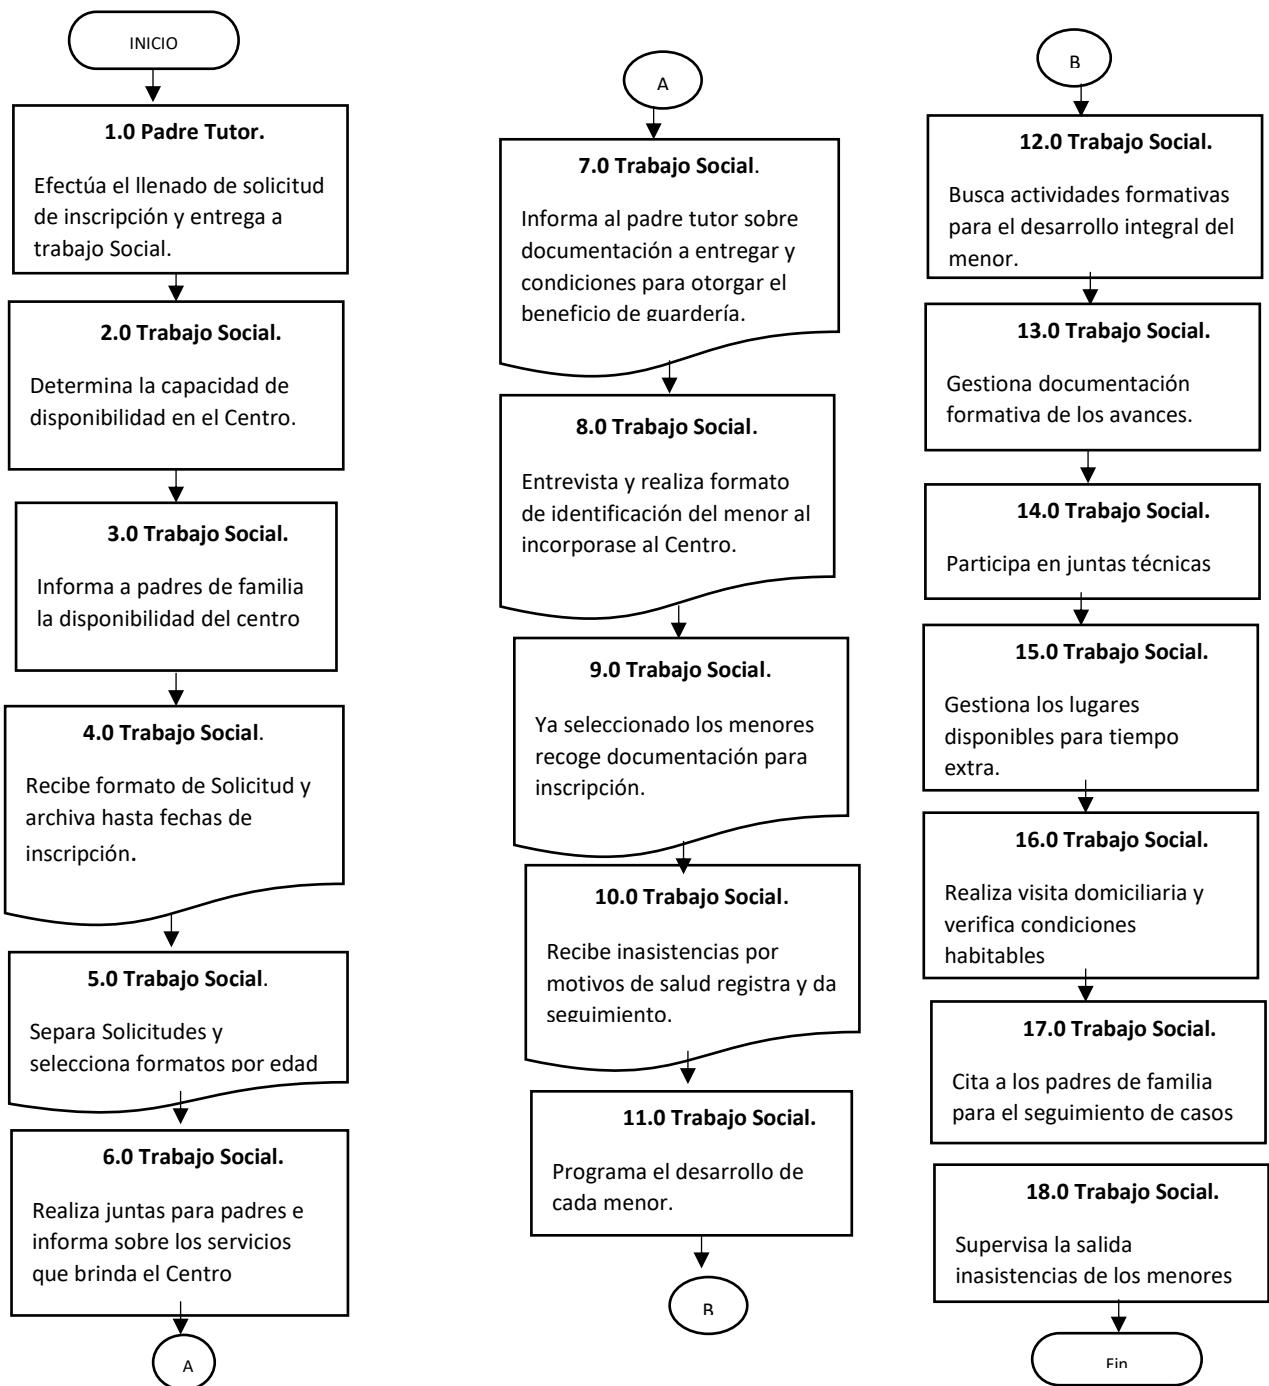 INICIO
1.0 Padre Tutor.
Efectúa el llenado de solicitud
de inscripción y entrega a
trabajo Social.
2.0 Trabajo Social.
Determina la capacidad de
disponibilidad en el Centro.
3.0 Trabajo Social.
Informa a padres de familia
la disponibilidad del centro
4.0 Trabajo Social.
Recibe formato de Solicitud y
archiva hasta fechas de
inscripción.
5.0 Trabajo Social.
Separa Solicitudes y
selecciona formatos por edad
6.0 Trabajo Social.
Realiza juntas para padres e
informa sobre los servicios
que brinda el Centro
A
A
7.0 Trabajo Social.
Informa al padre tutor sobre
documentación a entregar y
condiciones para otorgar el
beneficio de guardería.
8.0 Trabajo Social.
Entrevista y realiza formato
de identificación del menor al
incorporase al Centro.
9.0 Trabajo Social.
Ya seleccionado los menores
recoge documentación para
inscripción.
10.0 Trabajo Social.
Recibe inasistencias por
motivos de salud registra y da
seguimiento.
11.0 Trabajo Social.
Programa el desarrollo de
cada menor.
B
B
12.0 Trabajo Social.
Busca actividades formativas
para el desarrollo integral del
menor.
13.0 Trabajo Social.
Gestiona documentación
formativa de los avances.
14.0 Trabajo Social.
Participa en juntas técnicas
15.0 Trabajo Social.
Gestiona los lugares
disponibles para tiempo
extra.
16.0 Trabajo Social.
Realiza visita domiciliaria y
verifica condiciones
habitables
17.0 Trabajo Social.
Cita a los padres de familia
para el seguimiento de casos
18.0 Trabajo Social.
Supervisa la salida
inasistencias de los menores
Fin